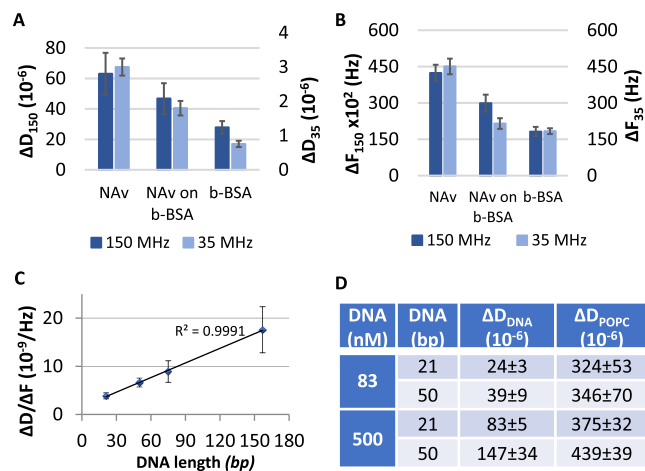 A
ΔD150 (10-6)
80
60
40
20
0
4
3
2
1
0
ΔD35 (10-6)
NAv
NAv on
b-BSA
b-BSA
150 MHz
35 MHz
B
ΔF150 x10² (Hz)
600
450
300
150
0
600
450
300
150
0
ΔF35 (Hz)
NAv
NAv on
b-BSA
b-BSA
150 MHz
35 MHz
C
ΔD/ΔF (10-9/Hz)
20
10
0
R² = 0.9991
0 30 60 90 120 150 180
DNA length (bp)
D
DNA (nM) DNA (bp) ΔDDNA (10-6) ΔDPOPC (10-6)
83 21 24±3 324±53
50 39±9 346±70
500 21 83±5 375±32
50 147±34 439±39